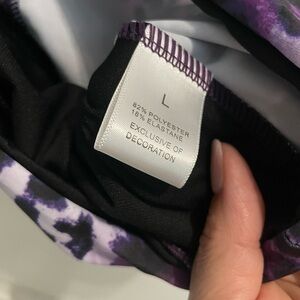 L
82% POLYESTER
18% ELASTANE
EXCLUSIVE OF
DECORATION